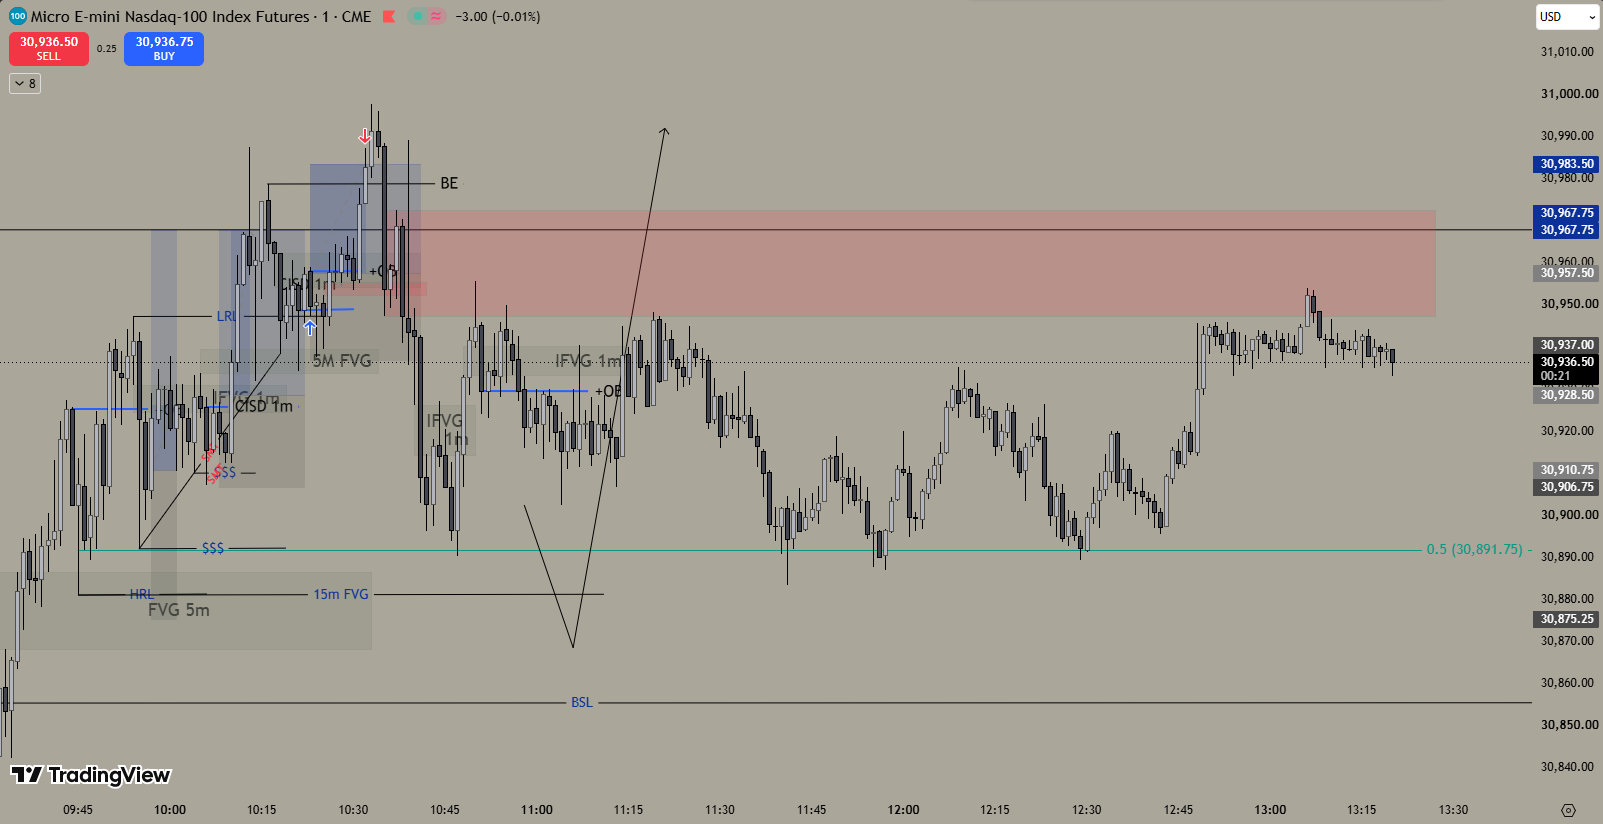 100 Micro E-mini Nasdaq-100 Index Futures · 1 · CME −3.00 (−0.01%)
30,936.50 SELL
0.25
30,936.75 BUY
8
USD
31,010.00
31,000.00
30,990.00
30,983.50
30,980.00
30,967.75
30,967.75
30,960.00
30,957.50
30,950.00
30,937.00
30,936.50
00:21
30,928.50
30,920.00
30,910.75
30,906.75
30,900.00
30,890.00
30,880.00
30,875.25
30,870.00
30,860.00
30,850.00
30,840.00
BE
CISD 1m
LRL
5M FVG
IFVG 1m
IFVG 1m
CISD 1m
IFVG
1m
$$$
$$$
0.5 (30,891.75)
HRL
15m FVG
FVG 5m
BSL
TradingView
09:45 10:00 10:15 10:30 10:45 11:00 11:15 11:30 11:45 12:00 12:15 12:30 12:45 13:00 13:15 13:30